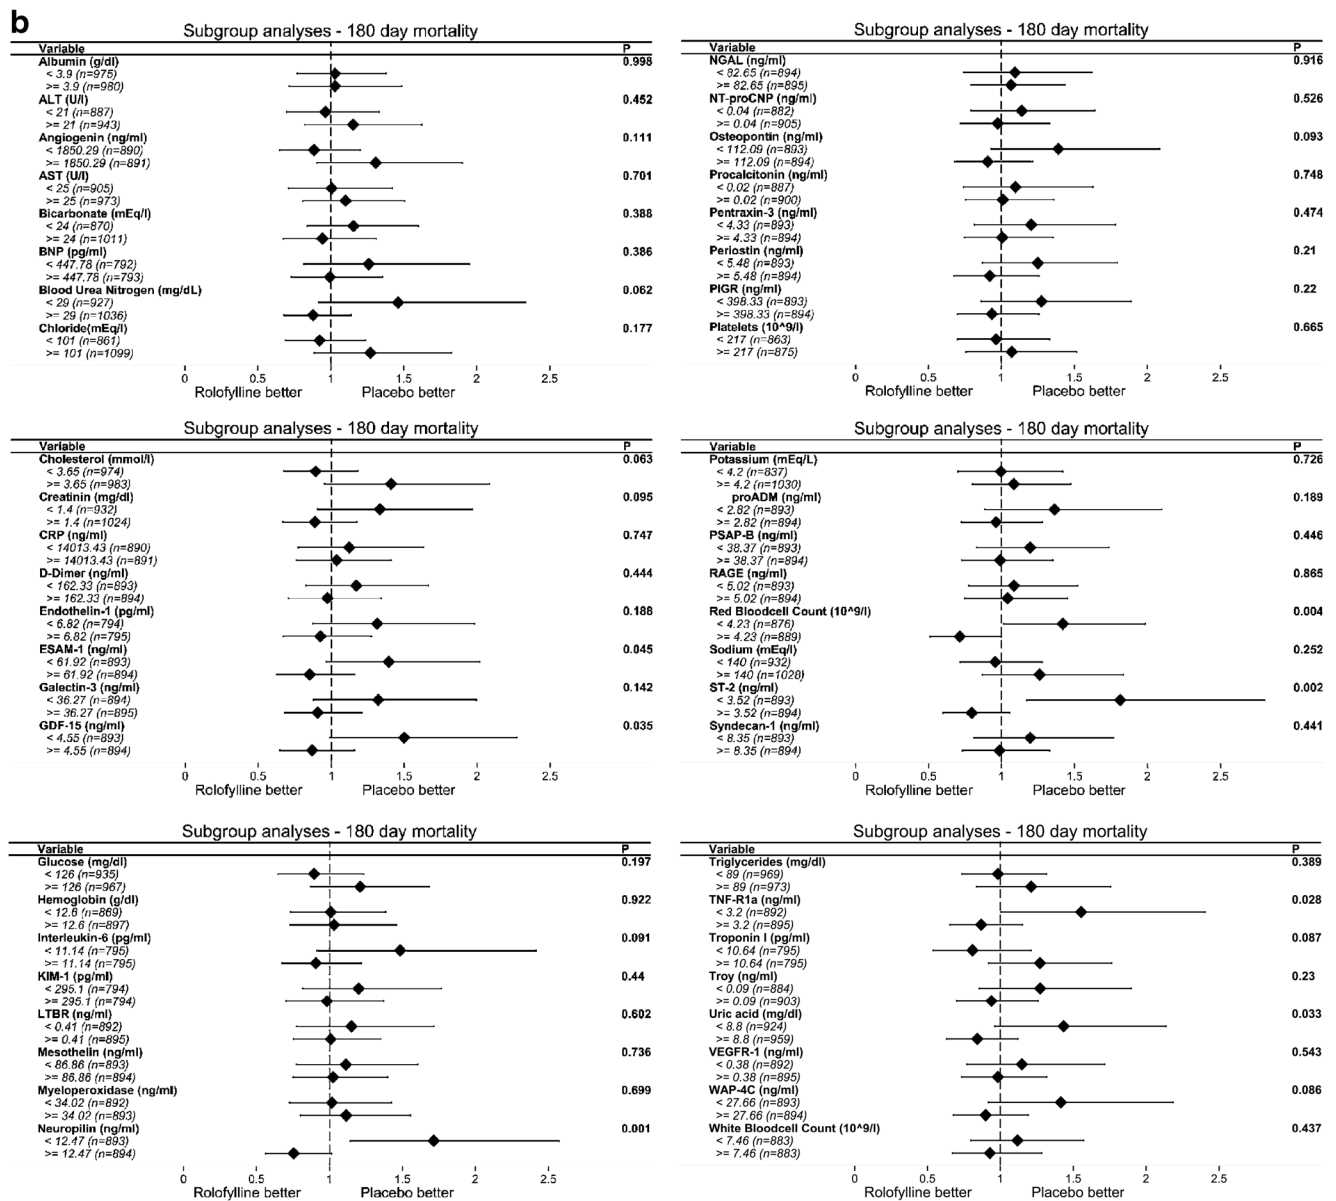 b
Subgroup analyses - 180 day mortality
Variable P
Albumin (g/dl) 0.998
< 3.9 (n=975)
>= 3.9 (n=980)
ALT (U/l) 0.452
< 21 (n=887)
>= 21 (n=943)
Angiogenin (ng/ml) 0.111
< 1850.29 (n=890)
>= 1850.29 (n=891)
AST (U/l) 0.701
< 25 (n=905)
>= 25 (n=973)
Bicarbonate (mEq/l) 0.388
< 24 (n=870)
>= 24 (n=1011)
BNP (pg/ml) 0.386
< 447.78 (n=792)
>= 447.78 (n=793)
Blood Urea Nitrogen (mg/dL) 0.062
< 29 (n=927)
>= 29 (n=1036)
Chloride(mEq/l) 0.177
< 101 (n=861)
>= 101 (n=1099)
0 0.5 1 1.5 2 2.5
Rolofylline better Placebo better
Subgroup analyses - 180 day mortality
Variable P
NGAL (ng/ml) 0.916
< 82.65 (n=894)
>= 82.65 (n=895)
NT-proCNP (ng/ml) 0.526
< 0.04 (n=882)
>= 0.04 (n=905)
Osteopontin (ng/ml) 0.093
< 112.09 (n=893)
>= 112.09 (n=894)
Procalcitonin (ng/ml) 0.748
< 0.02 (n=887)
>= 0.02 (n=900)
Pentraxin-3 (ng/ml) 0.474
< 4.33 (n=893)
>= 4.33 (n=894)
Periostin (ng/ml) 0.21
< 5.48 (n=893)
>= 5.48 (n=894)
PIGR (ng/ml) 0.22
< 398.33 (n=893)
>= 398.33 (n=894)
Platelets (10^9/l) 0.665
< 217 (n=863)
>= 217 (n=875)
0 0.5 1 1.5 2 2.5
Rolofylline better Placebo better
Subgroup analyses - 180 day mortality
Variable P
Cholesterol (mmol/l) 0.063
< 3.65 (n=974)
>= 3.65 (n=983)
Creatinin (mg/dl) 0.095
< 1.4 (n=932)
>= 1.4 (n=1024)
CRP (ng/ml) 0.747
< 14013.43 (n=890)
>= 14013.43 (n=891)
D-Dimer (ng/ml) 0.444
< 162.33 (n=893)
>= 162.33 (n=894)
Endothelin-1 (pg/ml) 0.188
< 6.82 (n=794)
>= 6.82 (n=795)
ESAM-1 (ng/ml) 0.045
< 61.92 (n=893)
>= 61.92 (n=894)
Galectin-3 (ng/ml) 0.142
< 36.27 (n=894)
>= 36.27 (n=895)
GDF-15 (ng/ml) 0.035
< 4.55 (n=893)
>= 4.55 (n=894)
0 0.5 1 1.5 2 2.5
Rolofylline better Placebo better
Subgroup analyses - 180 day mortality
Variable P
Potassium (mEq/L) 0.726
< 4.2 (n=837)
>= 4.2 (n=1030)
proADM (ng/ml) 0.189
< 2.82 (n=893)
>= 2.82 (n=894)
PSAP-B (ng/ml) 0.446
< 38.37 (n=893)
>= 38.37 (n=894)
RAGE (ng/ml) 0.865
< 5.02 (n=893)
>= 5.02 (n=894)
Red Bloodcell Count (10^9/l) 0.004
< 4.23 (n=876)
>= 4.23 (n=889)
Sodium (mEq/l) 0.252
< 140 (n=932)
>= 140 (n=1028)
ST-2 (ng/ml) 0.002
< 3.52 (n=893)
>= 3.52 (n=894)
Syndecan-1 (ng/ml) 0.441
< 8.35 (n=893)
>= 8.35 (n=894)
0 0.5 1 1.5 2 2.5
Rolofylline better Placebo better
Subgroup analyses - 180 day mortality
Variable P
Glucose (mg/dl) 0.197
< 126 (n=935)
>= 126 (n=967)
Hemoglobin (g/dl) 0.922
< 12.6 (n=869)
>= 12.6 (n=897)
Interleukin-6 (pg/ml) 0.091
< 11.14 (n=795)
>= 11.14 (n=795)
KIM-1 (pg/ml) 0.44
< 295.1 (n=794)
>= 295.1 (n=794)
LTBR (ng/ml) 0.602
< 0.41 (n=892)
>= 0.41 (n=895)
Mesothelin (ng/ml) 0.736
< 86.86 (n=893)
>= 86.86 (n=894)
Myeloperoxidase (ng/ml) 0.699
< 34.02 (n=892)
>= 34.02 (n=893)
Neuropilin (ng/ml) 0.001
< 12.47 (n=893)
>= 12.47 (n=894)
0 0.5 1 1.5 2 2.5
Rolofylline better Placebo better
Subgroup analyses - 180 day mortality
Variable P
Triglycerides (mg/dl) 0.389
< 89 (n=969)
>= 89 (n=973)
TNF-R1a (ng/ml) 0.028
< 3.2 (n=892)
>= 3.2 (n=895)
Troponin I (pg/ml) 0.087
< 10.64 (n=795)
>= 10.64 (n=795)
Troy (ng/ml) 0.23
< 0.09 (n=884)
>= 0.09 (n=903)
Uric acid (mg/dl) 0.033
< 8.8 (n=924)
>= 8.8 (n=959)
VEGFR-1 (ng/ml) 0.543
< 0.38 (n=892)
>= 0.38 (n=895)
WAP-4C (ng/ml) 0.086
< 27.66 (n=893)
>= 27.66 (n=894)
White Bloodcell Count (10^9/l) 0.437
< 7.46 (n=883)
>= 7.46 (n=883)
0 0.5 1 1.5 2 2.5
Rolofylline better Placebo better